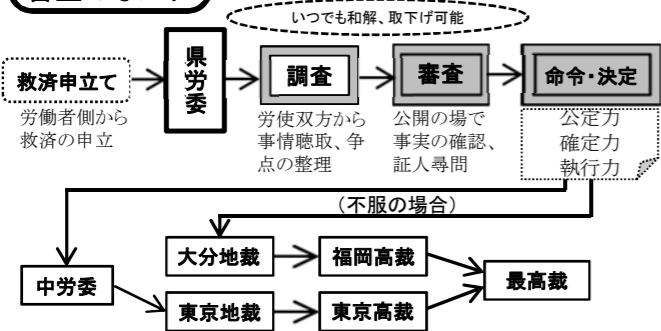 いつでも和解、取下げ可能
救済申立て
労働者側から
救済の申立
県労委
調査
労使双方から
事情聴取、争
点の整理
審査
公開の場で
事実の確認、
証人尋問
命令・決定
公定力
確定力
執行力
(不服の場合)
大分地裁
福岡高裁
中労委
東京地裁
東京高裁
最高裁